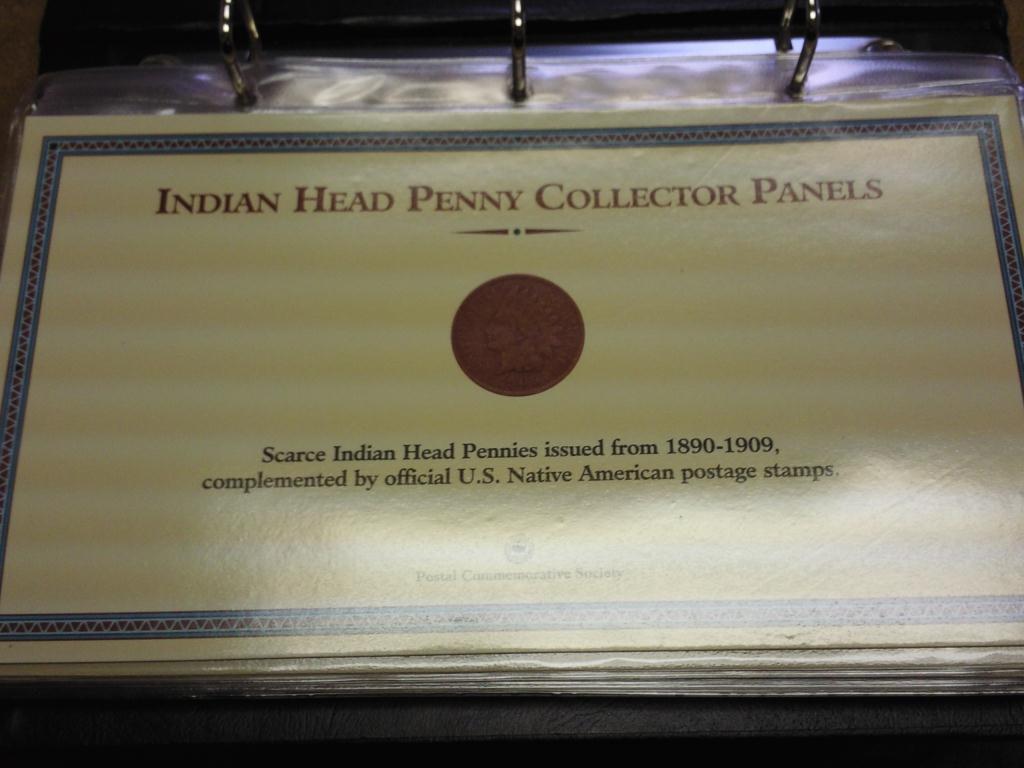 INDIAN HEAD PENNY COLLECTOR PANELS
Scarce Indian Head Pennies issued from 1890-1909,
complemented by official U.S. Native American postage stamps.
Postal Commemorative Society